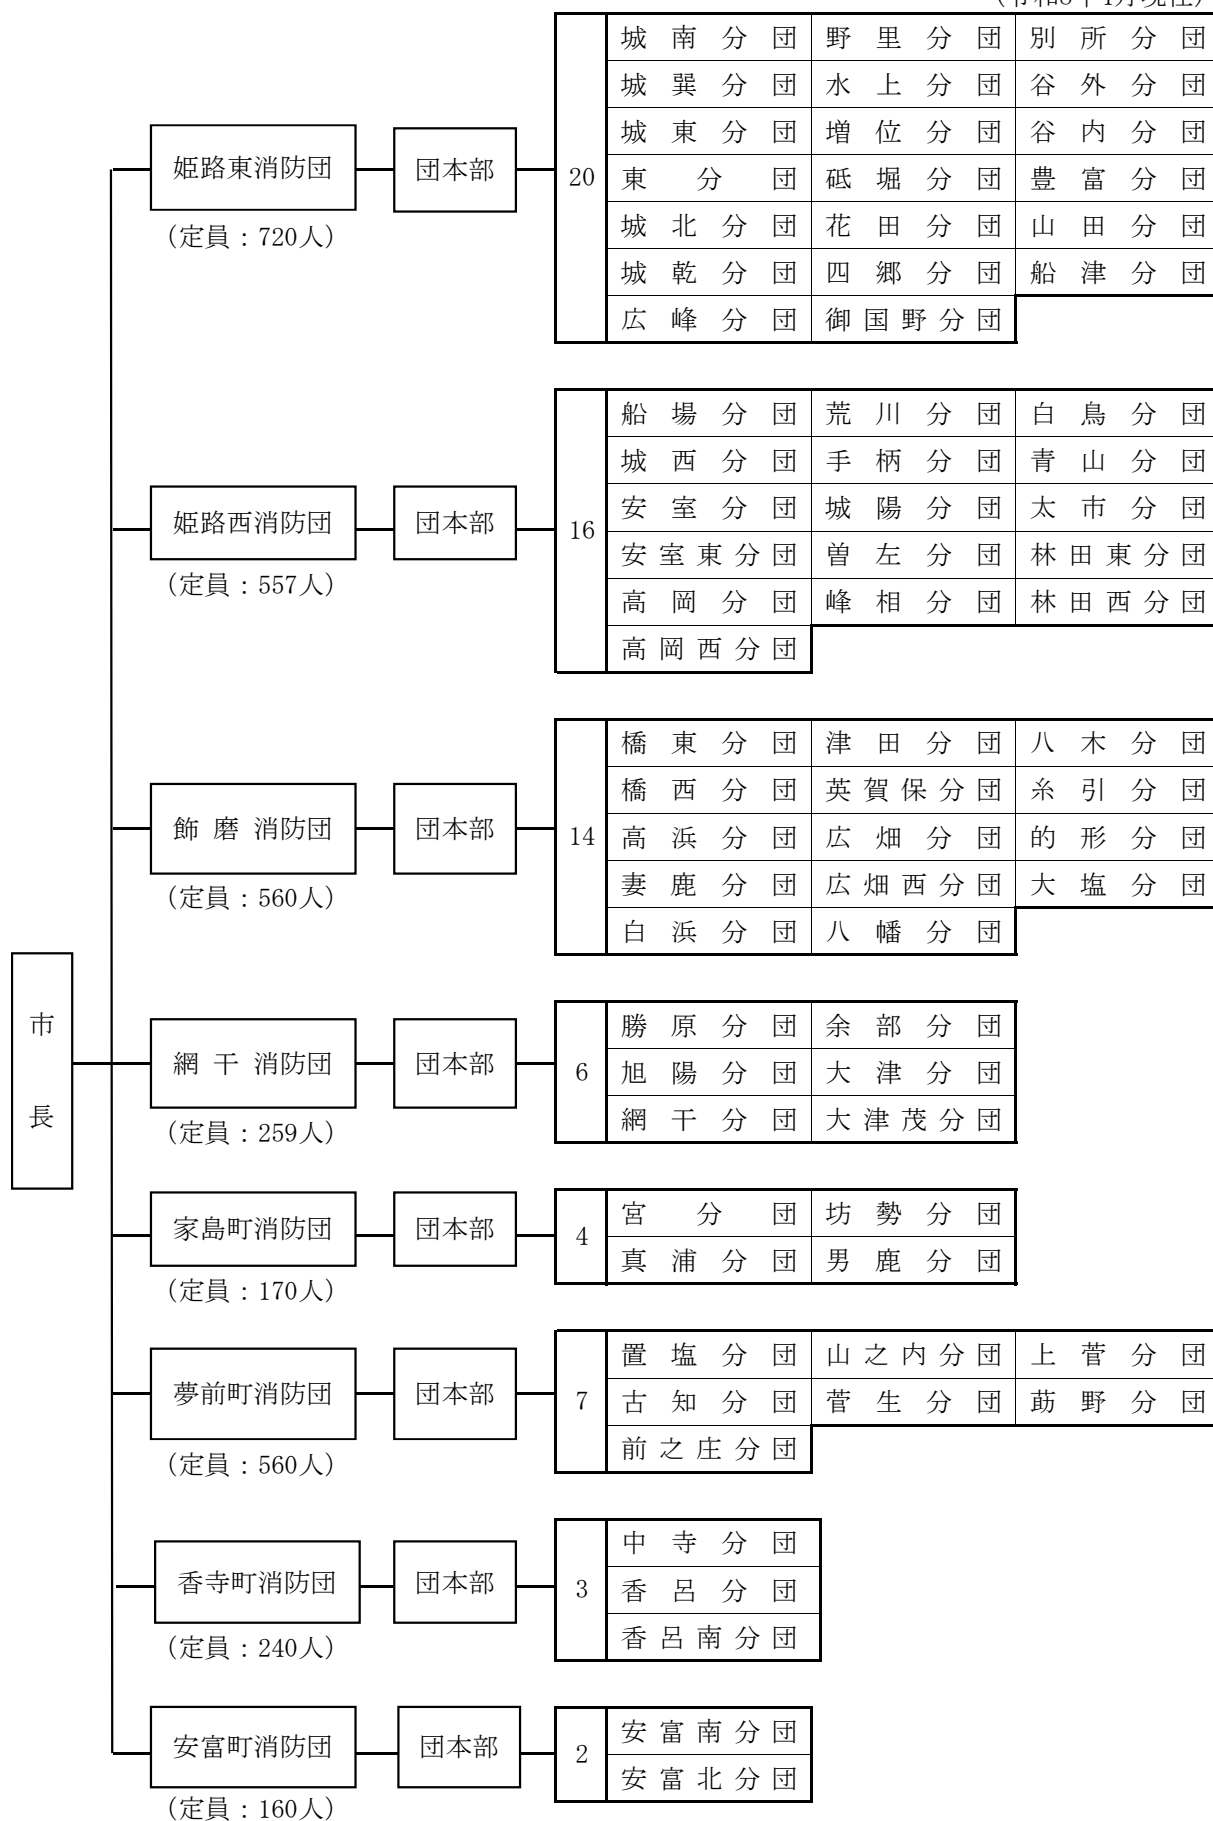 城南分団 野里分団 別所分団
城巽分団 水上分団 谷外分団
城東分団 増位分団 谷内分団
姫路東消防団 団本部 20 東分団 砥堀分団 豊富分団
（定員：720人） 城北分団 花田分団 山田分団
城乾分団 四郷分団 船津分団
広峰分団 御国野分団
船場分団 荒川分団 白鳥分団
城西分団 手柄分団 青山分団
姫路西消防団 団本部 16 安室分団 城陽分団 太市分団
安室東分団 曽左分団 林田東分団
（定員：557人） 高岡分団 峰相分団 林田西分団
高岡西分団
橋東分団 津田分団 八木分団
橋西分団 英賀保分団 糸引分団
飾磨消防団 団本部 14 高浜分団 広畑分団 的形分団
（定員：560人） 妻鹿分団 広畑西分団 大塩分団
白浜分団 八幡分団
市長
勝原分団 余部分団
網干消防団 団本部 6 旭陽分団 大津分団
（定員：259人） 網干分団 大津茂分団
家島町消防団 団本部 4 宮分団 坊勢分団
真浦分団 男鹿分団
（定員：170人）
置塩分団 山之内分団 上菅分団
夢前町消防団 団本部 7 古知分団 菅生分団 莇野分団
（定員：560人） 前之庄分団
中寺分団
香寺町消防団 団本部 3 香呂分団
（定員：240人） 香呂南分団
安富町消防団 団本部 2 安富南分団
安富北分団
（定員：160人）